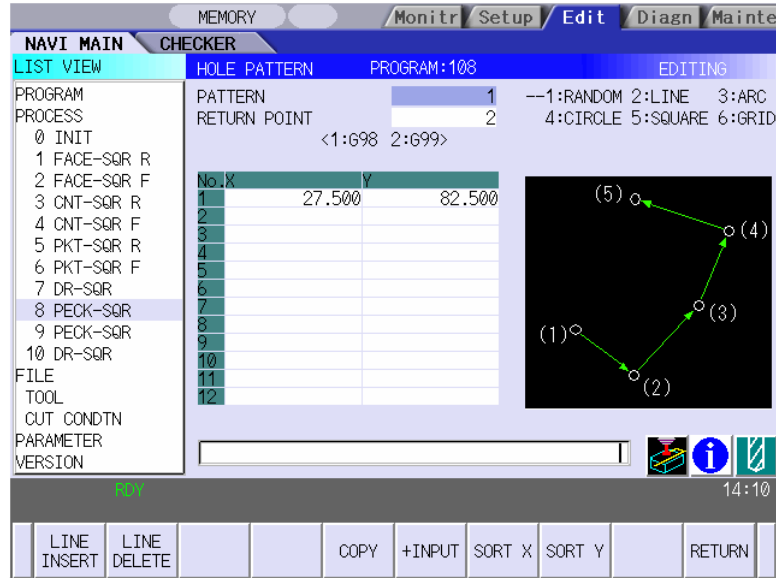 MEMORY Monitr Setup Edit Diagn Mainte
NAVI MAIN CHECKER
LIST VIEW
HOLE PATTERN PROGRAM:108 EDITING
PROGRAM
PROCESS
0 INIT
1 FACE-SQR R
2 FACE-SQR F
3 CNT-SQR R
4 CNT-SQR F
5 PKT-SQR R
6 PKT-SQR F
7 DR-SQR
8 PECK-SQR
9 PECK-SQR
10 DR-SQR
FILE
TOOL
CUT CONDTN
PARAMETER
VERSION
PATTERN 1 --1:RANDOM 2:LINE 3:ARC
RETURN POINT 2 4:CIRCLE 5:SQUARE 6:GRID
<1:G98 2:G99>
No. X Y
1 27.500 82.500
2
3
4
5
6
7
8
9
10
11
12
(5)
(4)
(3)
(1)
(2)
i
RDY 14:10
LINE INSERT
LINE DELETE
COPY
+INPUT
SORT X
SORT Y
RETURN